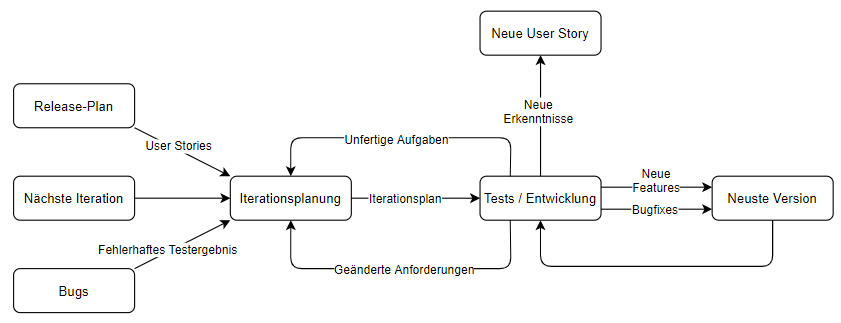 Neue User Story
Release-Plan
Neue
Erkenntnisse
User Stories
Unfertige Aufgaben
Nächste Iteration
Iterationsplanung
Iterationsplan
Tests / Entwicklung
Neue
Features
Bugfixes
Neuste Version
Fehlerhaftes Testergebnis
Geänderte Anforderungen
Bugs